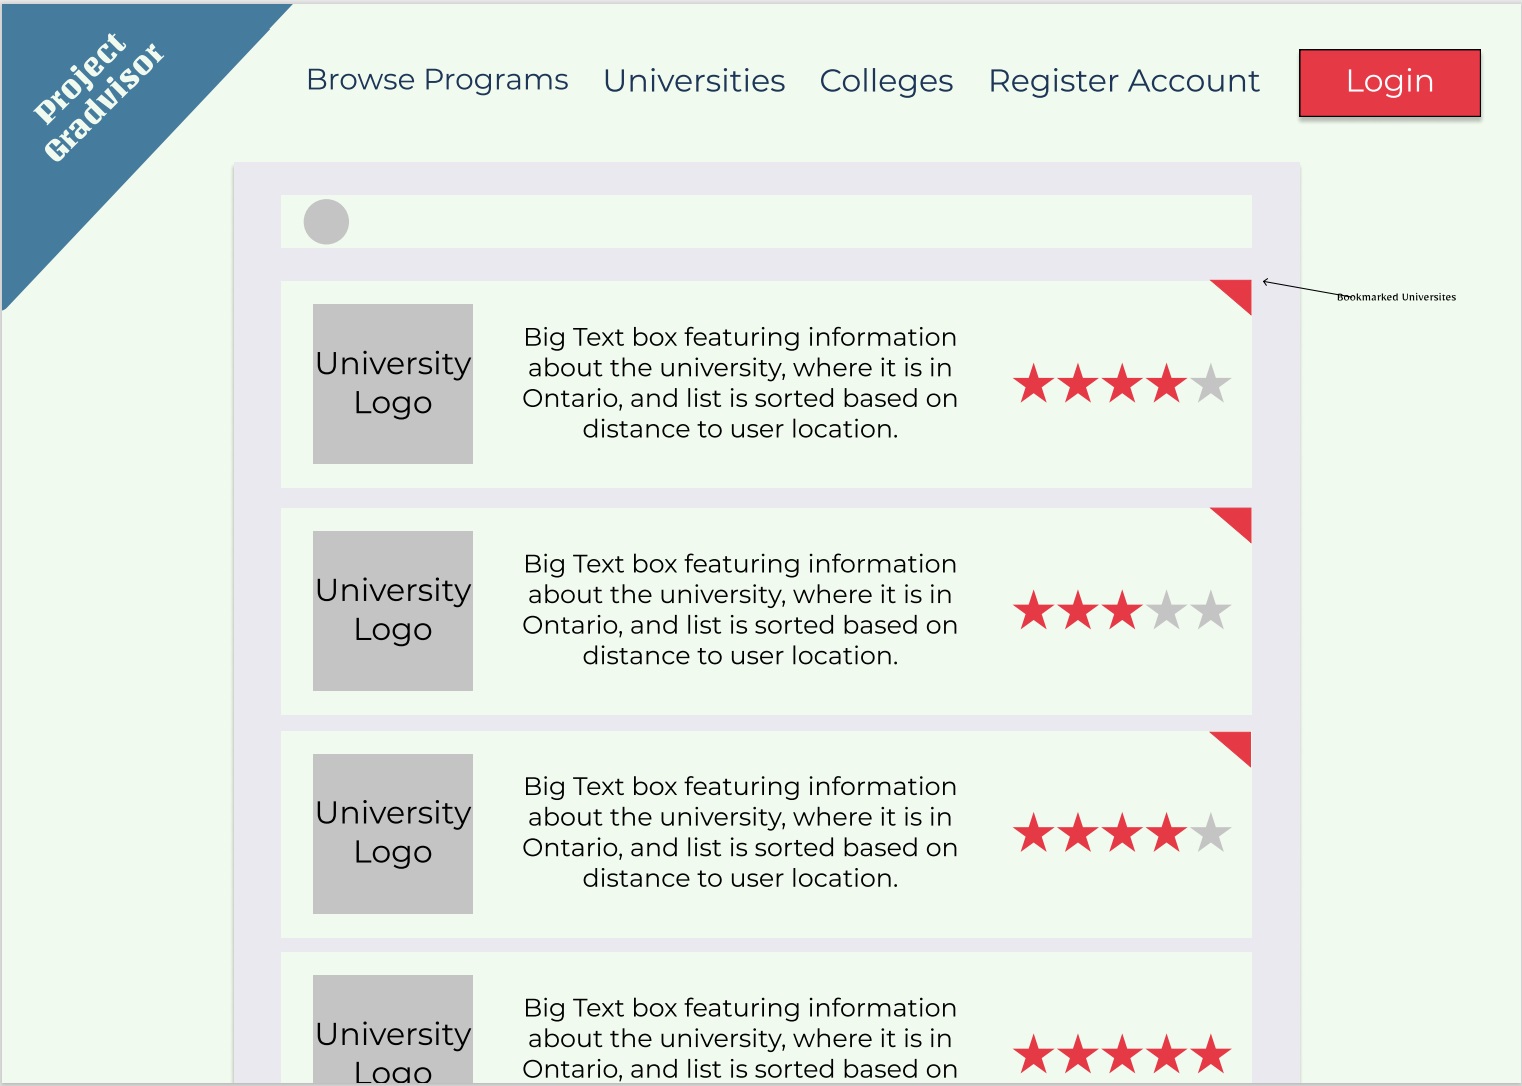 Project
Gradvisor
Browse Programs
Universities
Colleges
Register Account
Login
Bookmarked Universites
University
Logo
Big Text box featuring information
about the university, where it is in
Ontario, and list is sorted based on
distance to user location.
University
Logo
Big Text box featuring information
about the university, where it is in
Ontario, and list is sorted based on
distance to user location.
University
Logo
Big Text box featuring information
about the university, where it is in
Ontario, and list is sorted based on
distance to user location.
University
Logo
Big Text box featuring information
about the university, where it is in
Ontario, and list is sorted based on